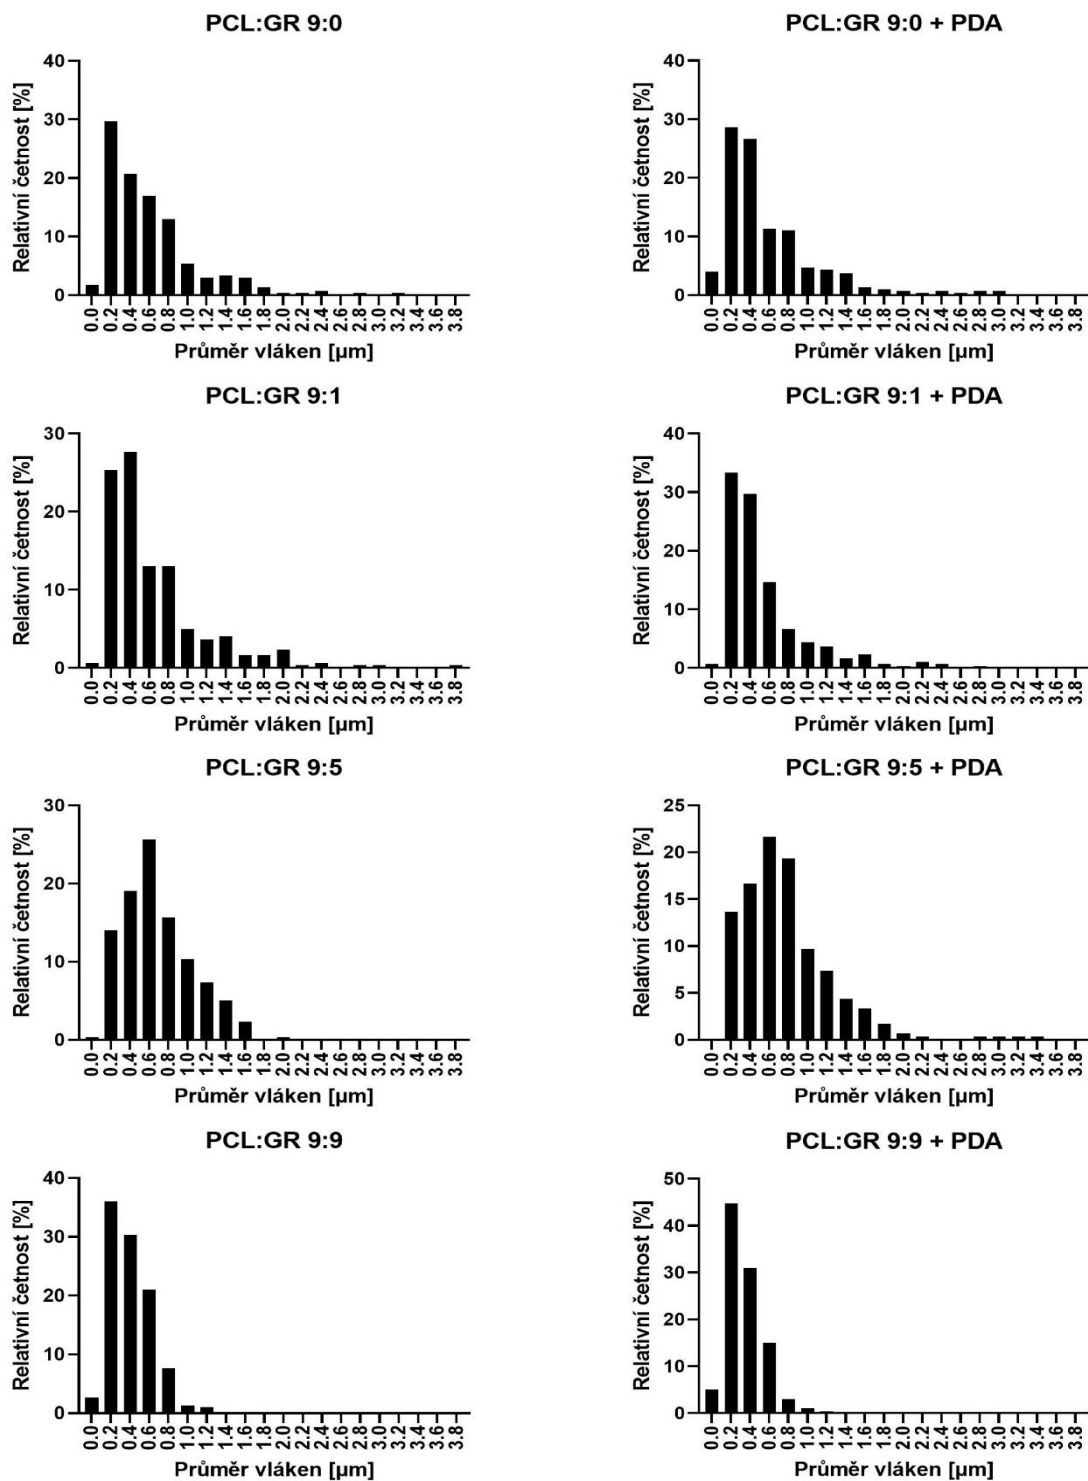 PCL:GR 9:0
Relativní četnost [%]
40
30
20
10
0
0.0 0.2 0.4 0.6 0.8 1.0 1.2 1.4 1.6 1.8 2.0 2.2 2.4 2.6 2.8 3.0 3.2 3.4 3.6 3.8
Průměr vláken [µm]
PCL:GR 9:0 + PDA
Relativní četnost [%]
40
30
20
10
0
0.0 0.2 0.4 0.6 0.8 1.0 1.2 1.4 1.6 1.8 2.0 2.2 2.4 2.6 2.8 3.0 3.2 3.4 3.6 3.8
Průměr vláken [µm]
PCL:GR 9:1
Relativní četnost [%]
30
20
10
0
0.0 0.2 0.4 0.6 0.8 1.0 1.2 1.4 1.6 1.8 2.0 2.2 2.4 2.6 2.8 3.0 3.2 3.4 3.6 3.8
Průměr vláken [µm]
PCL:GR 9:1 + PDA
Relativní četnost [%]
40
30
20
10
0
0.0 0.2 0.4 0.6 0.8 1.0 1.2 1.4 1.6 1.8 2.0 2.2 2.4 2.6 2.8 3.0 3.2 3.4 3.6 3.8
Průměr vláken [µm]
PCL:GR 9:5
Relativní četnost [%]
30
20
10
0
0.0 0.2 0.4 0.6 0.8 1.0 1.2 1.4 1.6 1.8 2.0 2.2 2.4 2.6 2.8 3.0 3.2 3.4 3.6 3.8
Průměr vláken [µm]
PCL:GR 9:5 + PDA
Relativní četnost [%]
25
20
15
10
5
0
0.0 0.2 0.4 0.6 0.8 1.0 1.2 1.4 1.6 1.8 2.0 2.2 2.4 2.6 2.8 3.0 3.2 3.4 3.6 3.8
Průměr vláken [µm]
PCL:GR 9:9
Relativní četnost [%]
40
30
20
10
0
0.0 0.2 0.4 0.6 0.8 1.0 1.2 1.4 1.6 1.8 2.0 2.2 2.4 2.6 2.8 3.0 3.2 3.4 3.6 3.8
Průměr vláken [µm]
PCL:GR 9:9 + PDA
Relativní četnost [%]
50
40
30
20
10
0
0.0 0.2 0.4 0.6 0.8 1.0 1.2 1.4 1.6 1.8 2.0 2.2 2.4 2.6 2.8 3.0 3.2 3.4 3.6 3.8
Průměr vláken [µm]